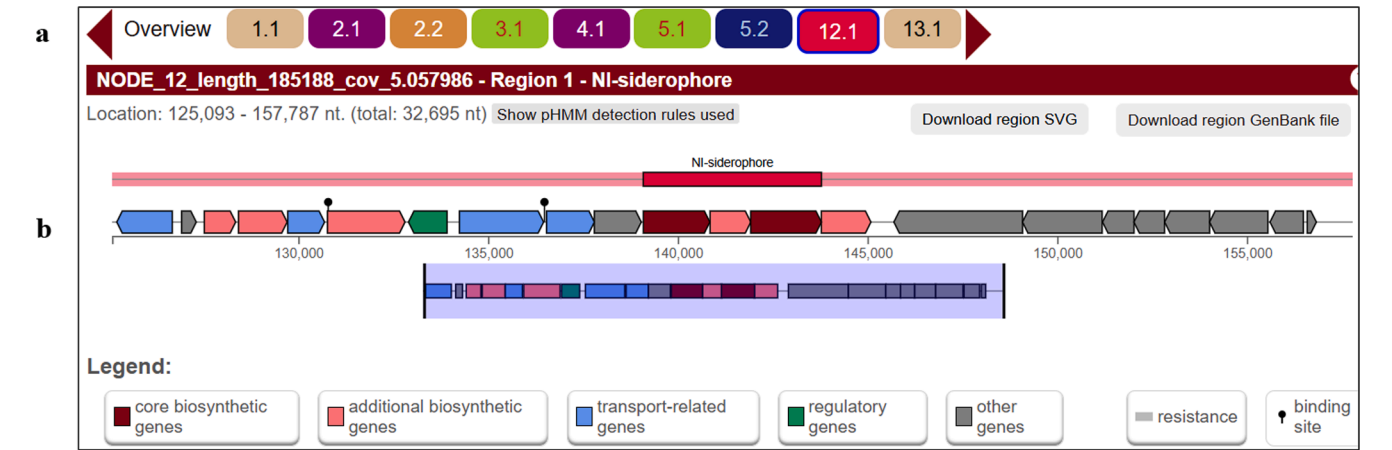 a
Overview 1.1 2.1 2.2 3.1 4.1 5.1 5.2 12.1 13.1
NODE_12_length_185188_cov_5.057986 - Region 1 - NI-siderophore
Location: 125,093 - 157,787 nt. (total: 32,695 nt) Show pHMM detection rules used Download region SVG Download region GenBank file
NI-siderophore
b
130,000 135,000 140,000 145,000 150,000 155,000
Legend:
core biosynthetic genes
additional biosynthetic genes
transport-related genes
regulatory genes
other genes
resistance
binding site